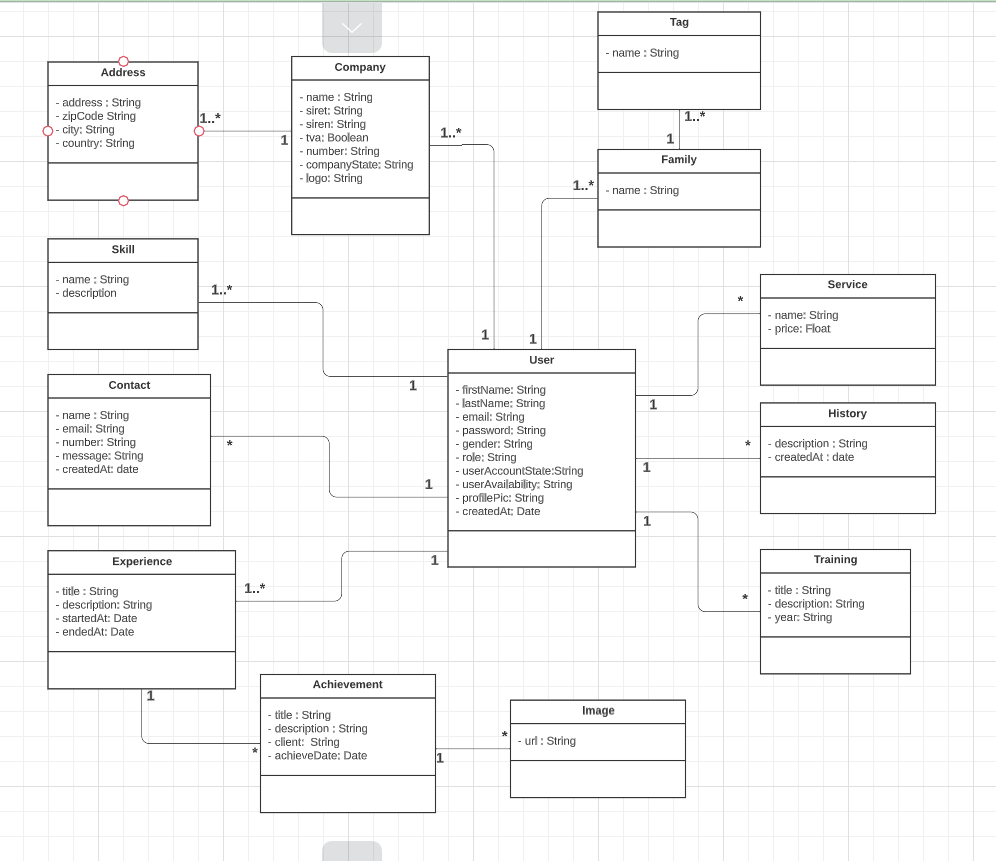 Tag
- name : String
1..*
1
Family
- name : String
1..*
Address
- address : String
- zipCode String
- city: String
- country: String
1..*
1
Company
- name : String
- siret: String
- siren: String
- tva: Boolean
- number: String
- companyState: String
- logo: String
1..*
1
1
Skill
- name : String
- description
1..*
1
Service
- name: String
- price: Float
*
1
User
- firstName: String
- lastName: String
- email: String
- password: String
- gender: String
- role: String
- userAccountState:String
- userAvailability: String
- profilePic: String
- createdAt: Date
Contact
- name : String
- email: String
- number: String
- message: String
- createdAt: date
*
1
History
- description : String
- createdAt : date
*
1
Experience
- title : String
- description: String
- startedAt: Date
- endedAt: Date
1..*
1
Training
- title : String
- description: String
- year: String
*
1
1
*
Achievement
- title : String
- description : String
- client:  String
- achieveDate: Date
1
*
Image
- url : String